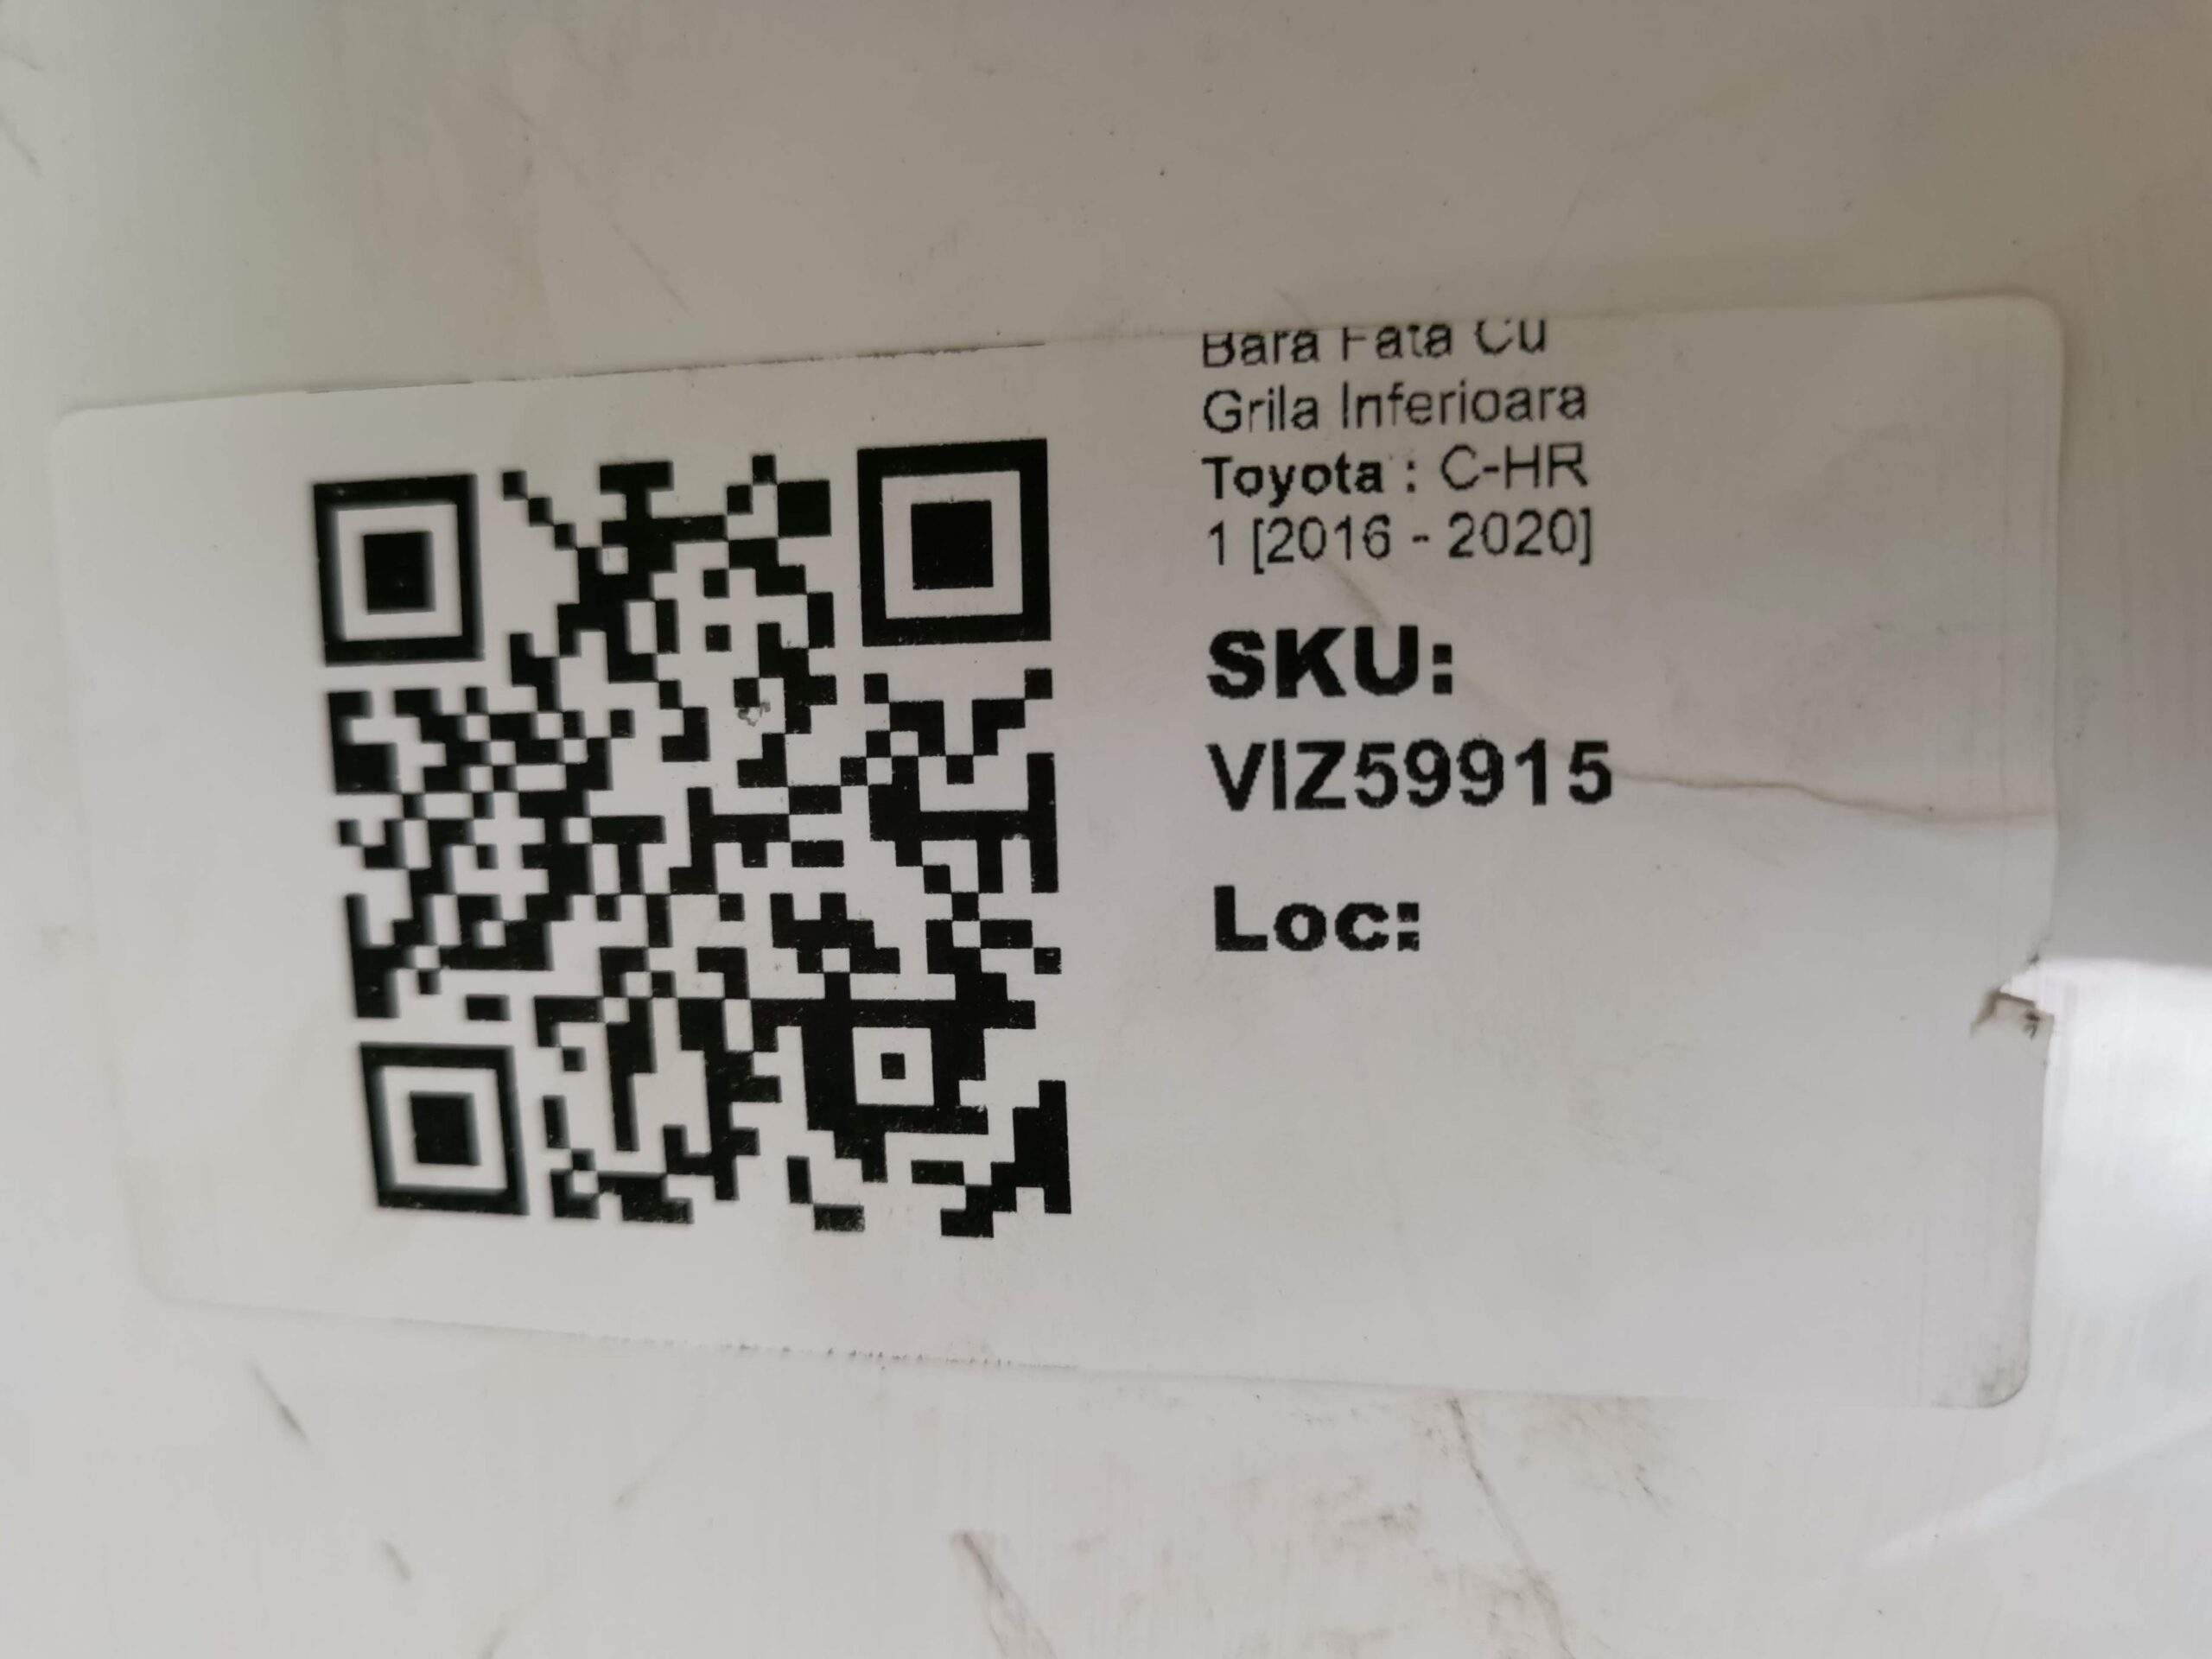 Bara Fata Cu
Grila Inferioara
Toyota : C-HR
1 [2016 - 2020]
SKU:
VIZ59915
Loc: